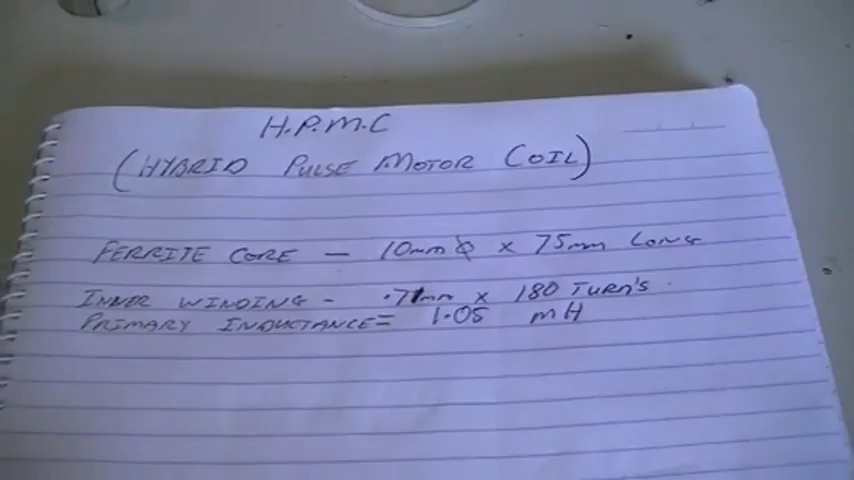 H.P.M.C
(HYBRID PULSE MOTOR COIL)
FERRITE CORE — 10mm ϕ x 75mm LONG
INNER WINDING - .71mm x 180 TURN'S
PRIMARY INDUCTANCE = 1.05 mH